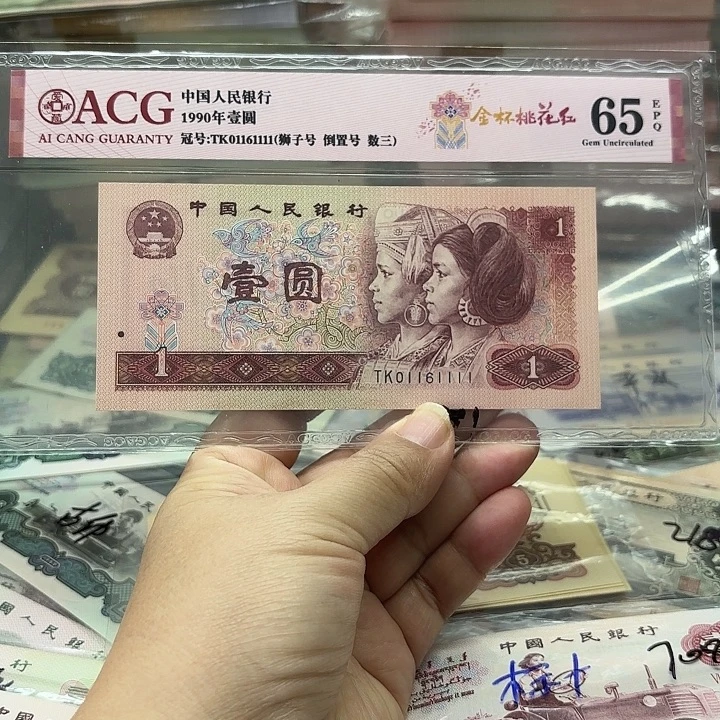 ACG
AI CANG GUARANTY
中国人民银行
1990年壹圆
冠号:TK01161111(狮子号 倒置号 数三)
金杯桃花红
65
EPQ
Gem Uncirculated
中国人民银行
1
壹圆
1
1
TK01161111
中国人民银行